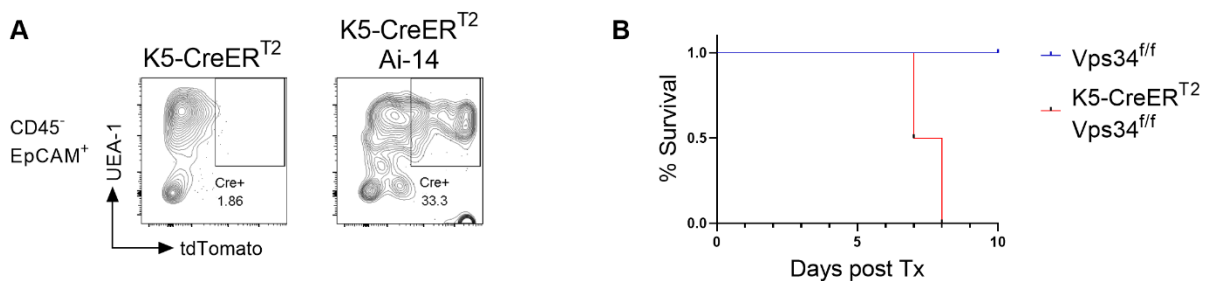 A
K5-CreER^T2
K5-CreER^T2
Ai-14
CD45⁻
EpCAM⁺
UEA-1
Cre+
1.86
Cre+
33.3
tdTomato
B
1.0
0.5
0.0
% Survival
0
5
10
Days post Tx
Vps34^f/f
K5-CreER^T2
Vps34^f/f